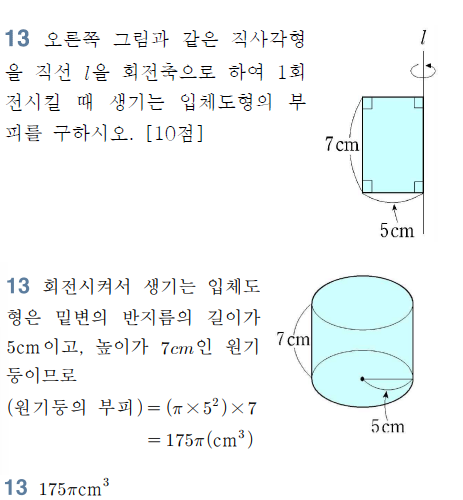 13 오른쪽 그림과 같은 직사각형
을 직선 l을 회전축으로 하여 1회
전시킬 때 생기는 입체도형의 부
피를 구하시오. [10점]
l
7cm
5cm
13 회전시켜서 생기는 입체도
형은 밑변의 반지름의 길이가
5cm이고, 높이가 7cm인 원기
둥이므로
(원기둥의 부피)=(π×5²)×7
=175π(cm³)
7cm
5cm
13 175πcm³